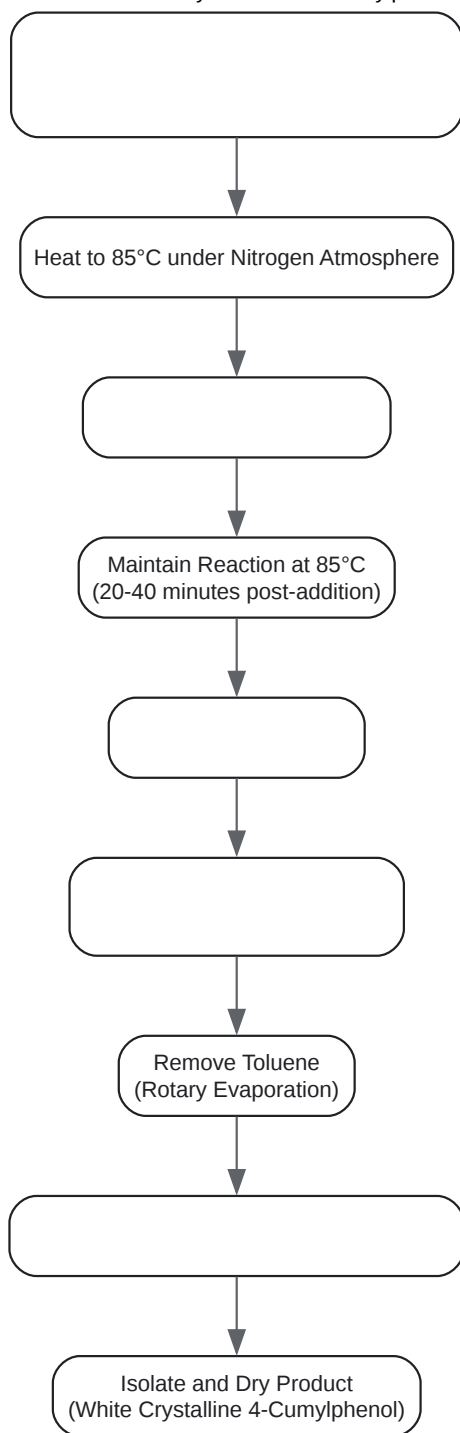 Heat to 85°C under Nitrogen Atmosphere
Maintain Reaction at 85°C
(20-40 minutes post-addition)
Remove Toluene
(Rotary Evaporation)
Isolate and Dry Product
(White Crystalline 4-Cumylphenol)